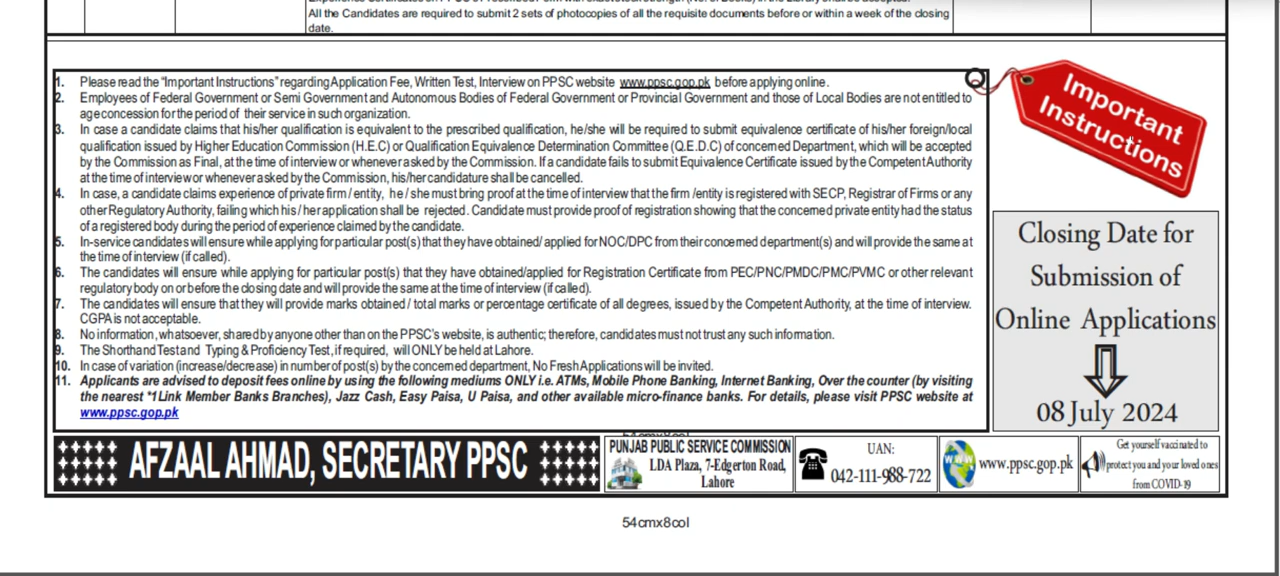 All the Candidates are required to submit 2 sets of photocopies of all the requisite documents before or within a week of the closing
date.
1. Please read the "Important Instructions" regarding Application Fee, Written Test, Interview on PPSC website www.ppsc.gop.pk before applying online.
2. Employees of Federal Government or Semi Government and Autonomous Bodies of Federal Government or Provincial Government and those of Local Bodies are not entitled to
age concession for the period of their service in such organization.
3. In case a candidate claims that his/her qualification is equivalent to the prescribed qualification, he/she will be required to submit equivalence certificate of his/her foreign/local
qualification issued by Higher Education Commission (H.E.C) or Qualification Equivalence Determination Committee (Q.E.D.C) of concerned Department, which will be accepted
by the Commission as Final, at the time of interview or whenever asked by the Commission. If a candidate fails to submit Equivalence Certificate issued by the Competent Authority
at the time of interview or whenever asked by the Commission, his/her candidature shall be cancelled.
4. In case, a candidate claims experience of private firm / entity, he / she must bring proof at the time of interview that the firm /entity is registered with SECP, Registrar of Firms or any
other Regulatory Authority, failing which his / her application shall be rejected. Candidate must provide proof of registration showing that the concerned private entity had the status
of a registered body during the period of experience claimed by the candidate.
5. In-service candidates will ensure while applying for particular post(s) that they have obtained/ applied for NOC/DPC from their concerned department(s) and will provide the same at
the time of interview (if called).
6. The candidates will ensure while applying for particular post(s) that they have obtained/applied for Registration Certificate from PEC/PNC/PMDC/PMC/PVMC or other relevant
regulatory body on or before the closing date and will provide the same at the time of interview (if called).
7. The candidates will ensure that they will provide marks obtained / total marks or percentage certificate of all degrees, issued by the Competent Authority, at the time of interview.
CGPA is not acceptable.
8. No information, whatsoever, shared by anyone other than on the PPSC's website, is authentic; therefore, candidates must not trust any such information.
9. The Shorthand Test and Typing & Proficiency Test, if required, will ONLY be held at Lahore.
10. In case of variation (increase/decrease) in number of post(s) by the concerned department, No Fresh Applications will be invited.
11. Applicants are advised to deposit fees online by using the following mediums ONLY i.e. ATMs, Mobile Phone Banking, Internet Banking, Over the counter (by visiting
the nearest *1Link Member Banks Branches), Jazz Cash, Easy Paisa, U Paisa, and other available micro-finance banks. For details, please visit PPSC website at
www.ppsc.gop.pk
Important
Instructions
Closing Date for
Submission of
Online Applications
08 July 2024
AFZAAL AHMAD, SECRETARY PPSC
PUNJAB PUBLIC SERVICE COMMISSION
LDA Plaza, 7-Edgerton Road,
Lahore
UAN:
042-111-988-722
www
www.ppsc.gop.pk
Get yourself vaccinated to
protect you and your loved ones
from COVID-19
54cmx8col